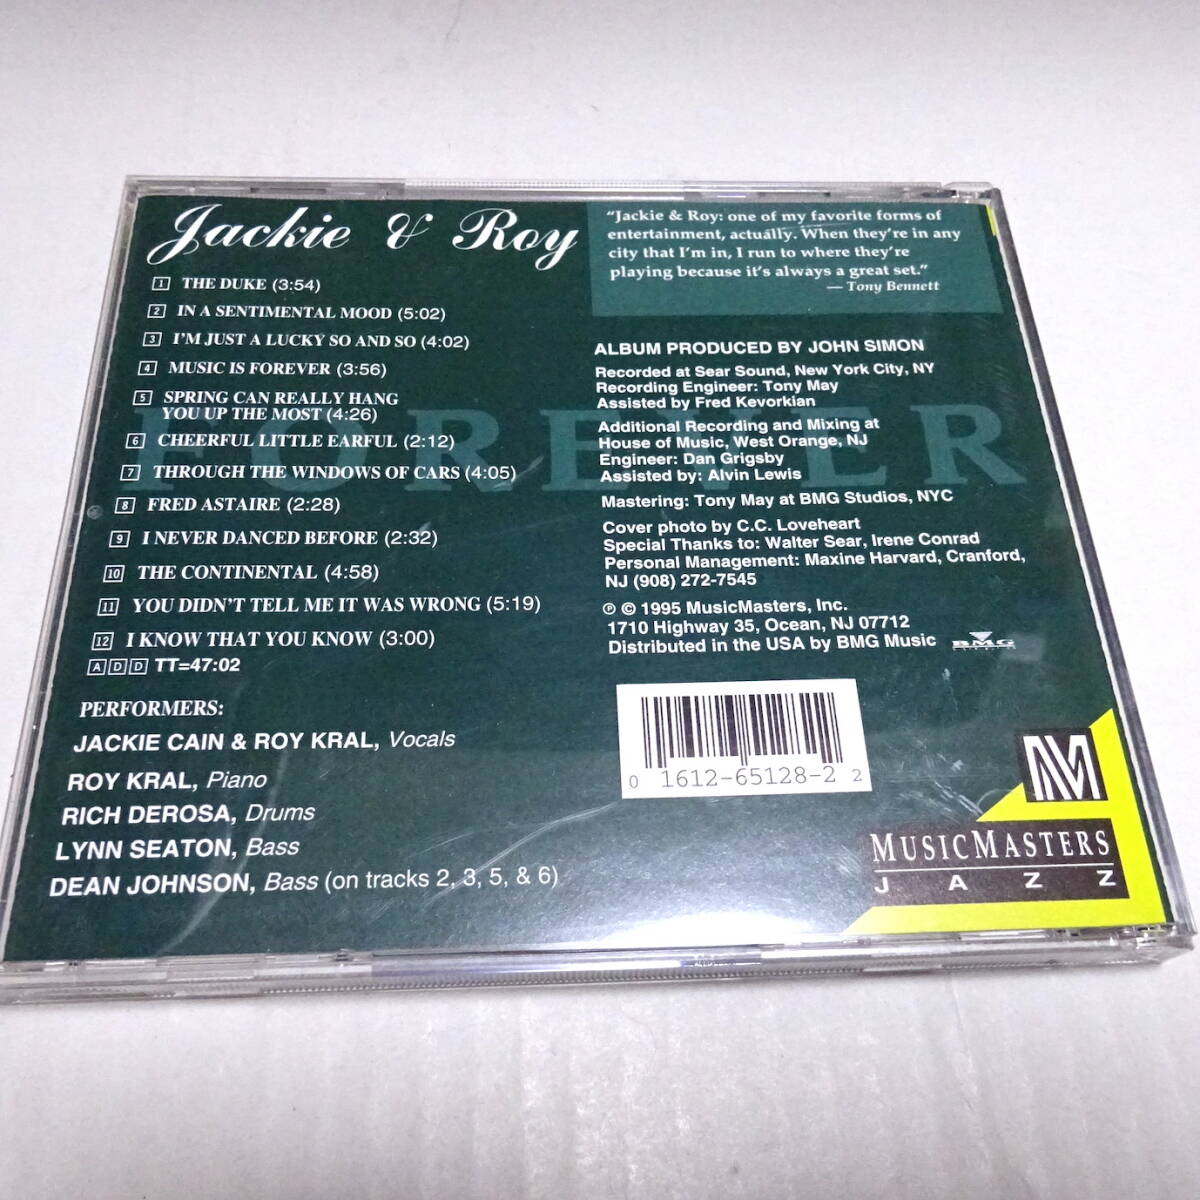 Jackie & Roy
FOREVER
1 THE DUKE (3:54)
2 IN A SENTIMENTAL MOOD (5:02)
3 I'M JUST A LUCKY SO AND SO (4:02)
4 MUSIC IS FOREVER (3:56)
5 SPRING CAN REALLY HANG
YOU UP THE MOST (4:26)
6 CHEERFUL LITTLE EARFUL (2:12)
7 THROUGH THE WINDOWS OF CARS (4:05)
8 FRED ASTAIRE (2:28)
9 I NEVER DANCED BEFORE (2:32)
10 THE CONTINENTAL (4:58)
11 YOU DIDN'T TELL ME IT WAS WRONG (5:19)
12 I KNOW THAT YOU KNOW (3:00)
A D D TT=47:02
PERFORMERS:
JACKIE CAIN & ROY KRAL, Vocals
ROY KRAL, Piano
RICH DEROSA, Drums
LYNN SEATON, Bass
DEAN JOHNSON, Bass (on tracks 2, 3, 5, & 6)
"Jackie & Roy: one of my favorite forms of
entertainment, actually. When they're in any
city that I'm in, I run to where they're
playing because it's always a great set."
— Tony Bennett
ALBUM PRODUCED BY JOHN SIMON
Recorded at Sear Sound, New York City, NY
Recording Engineer: Tony May
Assisted by Fred Kevorkian
Additional Recording and Mixing at
House of Music, West Orange, NJ
Engineer: Dan Grigsby
Assisted by: Alvin Lewis
Mastering: Tony May at BMG Studios, NYC
Cover photo by C.C. Loveheart
Special Thanks to: Walter Sear, Irene Conrad
Personal Management: Maxine Harvard, Cranford,
NJ (908) 272-7545
℗ © 1995 MusicMasters, Inc.
1710 Highway 35, Ocean, NJ 07712
Distributed in the USA by BMG Music
BMG
0 1612-65128-2 2
MM
MUSICMASTERS
JAZZ